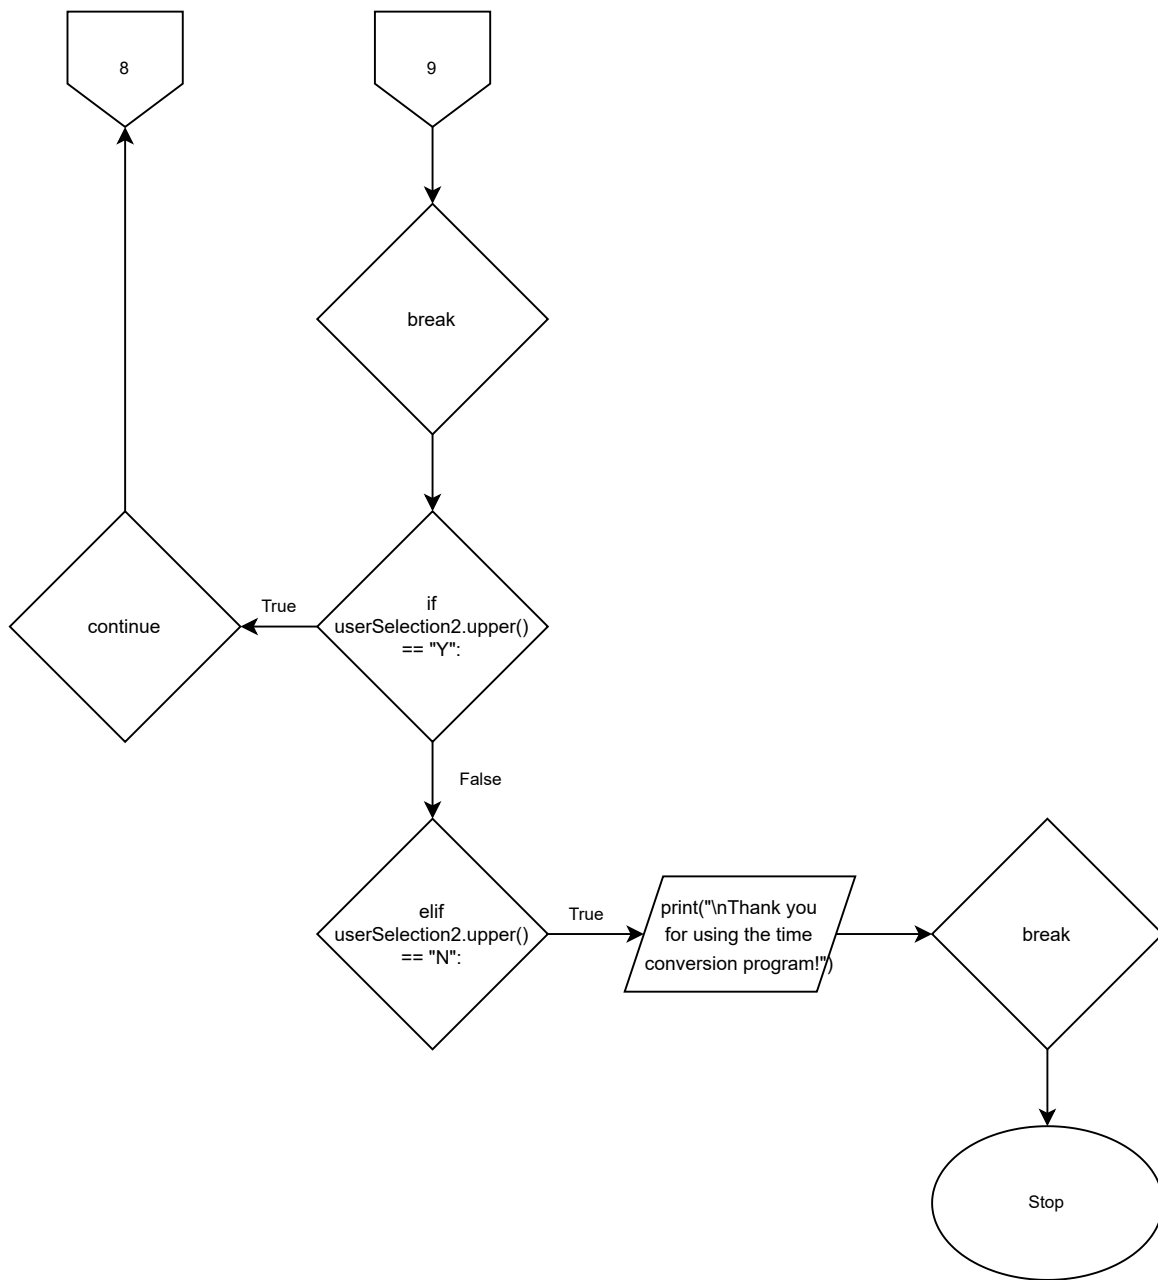 8
9
break
if
userSelection2.upper()
== "Y":
True
continue
False
elif
userSelection2.upper()
== "N":
True
print("\nThank you
for using the time
conversion program!")
break
Stop